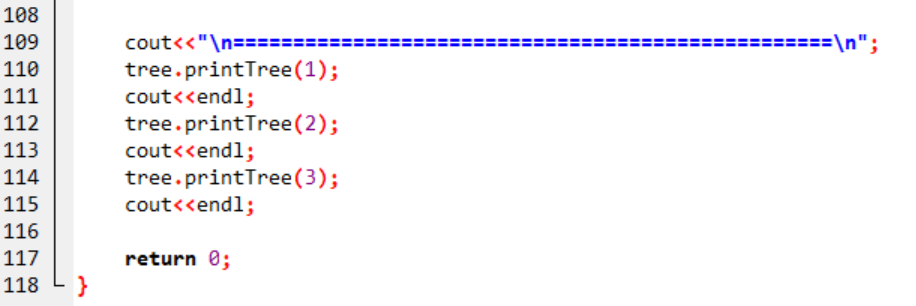 108
109 cout<<"\n==================================================\n";
110 tree.printTree(1);
111 cout<<endl;
112 tree.printTree(2);
113 cout<<endl;
114 tree.printTree(3);
115 cout<<endl;
116
117 return 0;
118 }